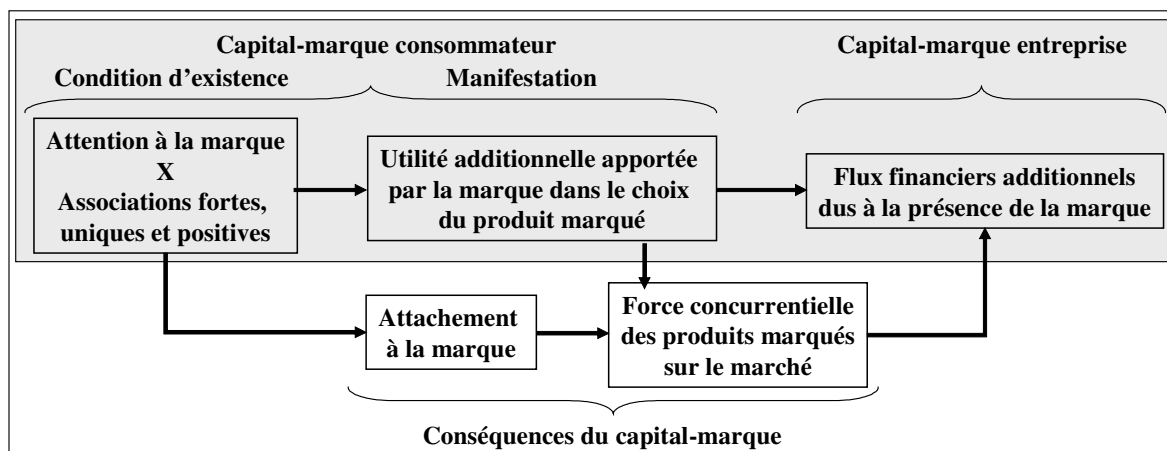 Capital-marque consommateur
Capital-marque entreprise
Condition d’existence
Manifestation
Attention à la marque
X
Associations fortes,
uniques et positives
Utilité additionnelle apportée
par la marque dans le choix
du produit marqué
Flux financiers additionnels
dus à la présence de la marque
Attachement
à la marque
Force concurrentielle
des produits marqués
sur le marché
Conséquences du capital-marque